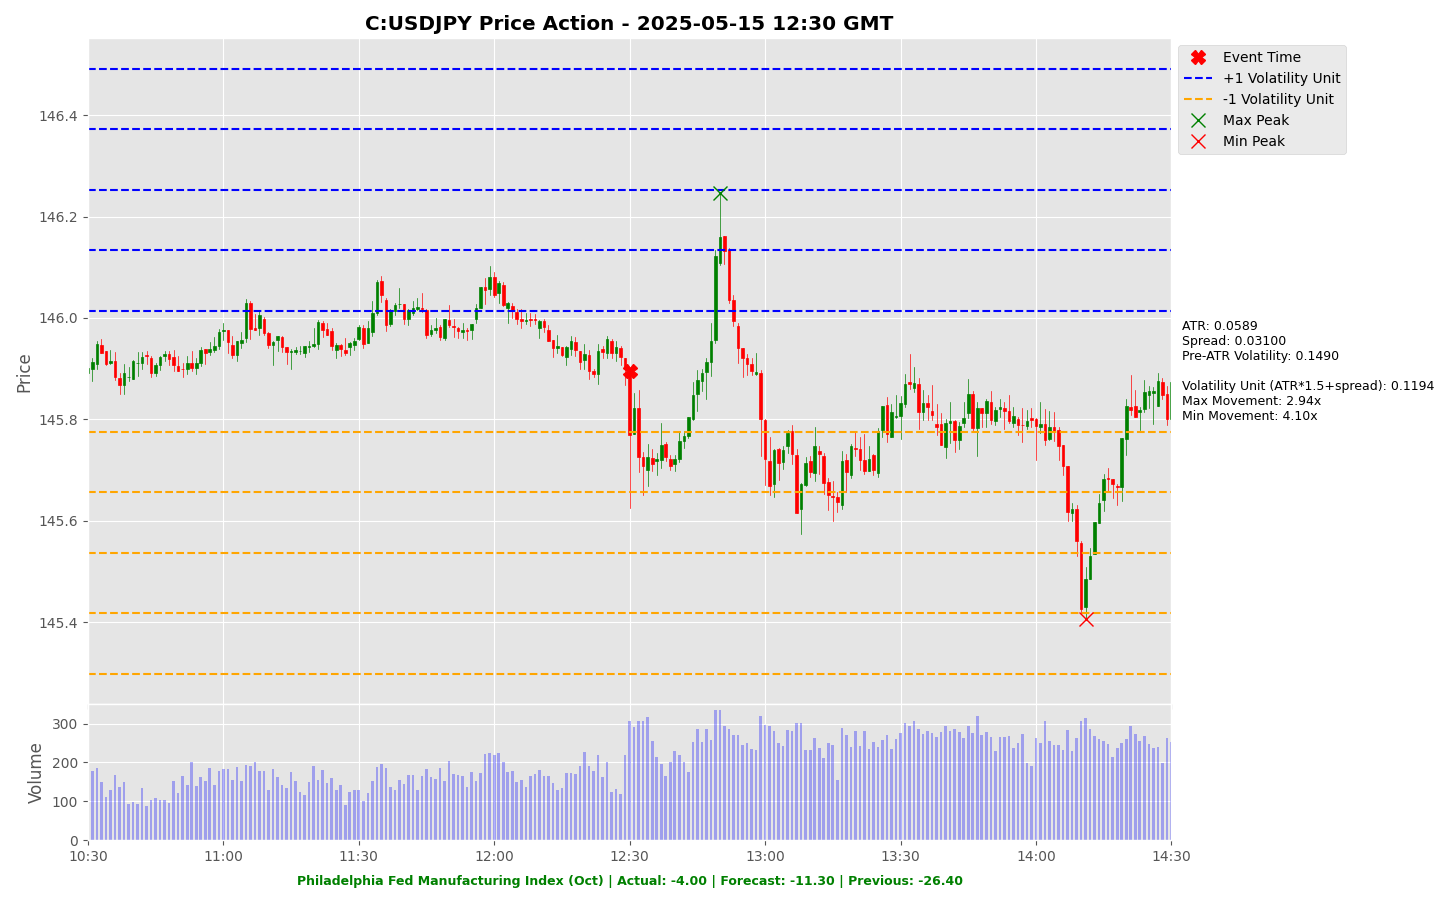 C:USDJPY Price Action - 2025-05-15 12:30 GMT
Event Time
+1 Volatility Unit
-1 Volatility Unit
Max Peak
Min Peak
Price
146.4
146.2
146.0
145.8
145.6
145.4
ATR: 0.0589
Spread: 0.03100
Pre-ATR Volatility: 0.1490
Volatility Unit (ATR*1.5+spread): 0.1194
Max Movement: 2.94x
Min Movement: 4.10x
Volume
300
200
100
0
10:30 11:00 11:30 12:00 12:30 13:00 13:30 14:00 14:30
Philadelphia Fed Manufacturing Index (Oct) | Actual: -4.00 | Forecast: -11.30 | Previous: -26.40